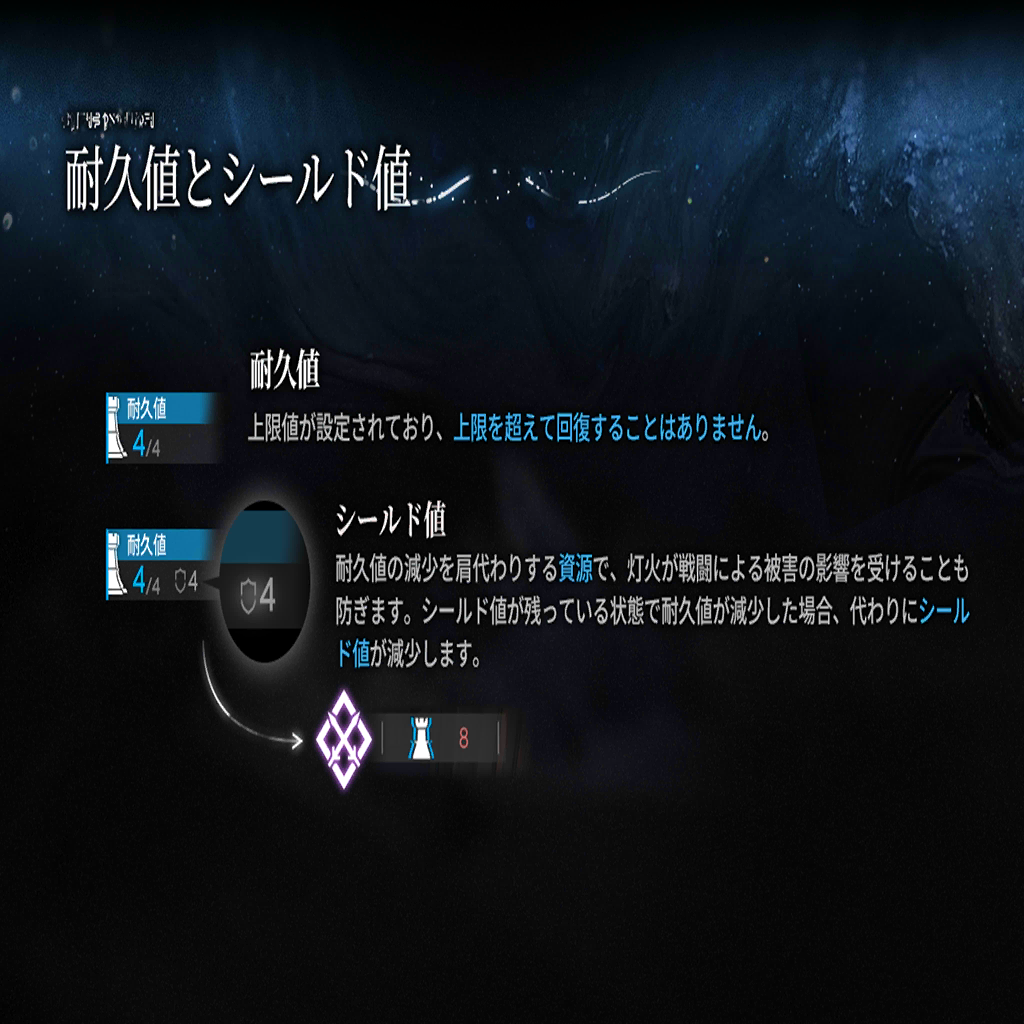 耐久値とシールド値
耐久値
上限値が設定されており、上限を超えて回復することはありません。
耐久値
4/4
シールド値
耐久値
4/4 4
4
耐久値の減少を肩代わりする資源で、灯火が戦闘による被害の影響を受けることも
防ぎます。シールド値が残っている状態で耐久値が減少した場合、代わりにシール
ド値が減少します。
8